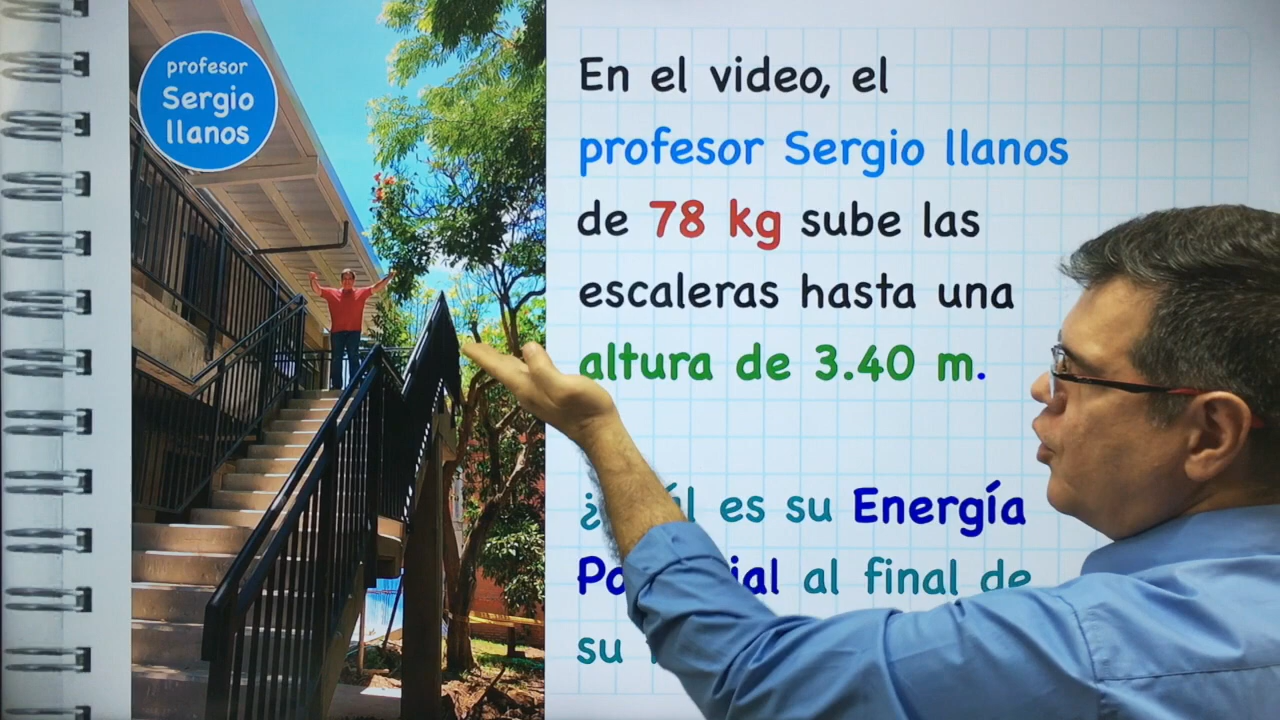 profesor
Sergio
llanos
En el video, el
profesor Sergio llanos
de 78 kg sube las
escaleras hasta una
altura de 3.40 m.
es su Energía
al final de
su